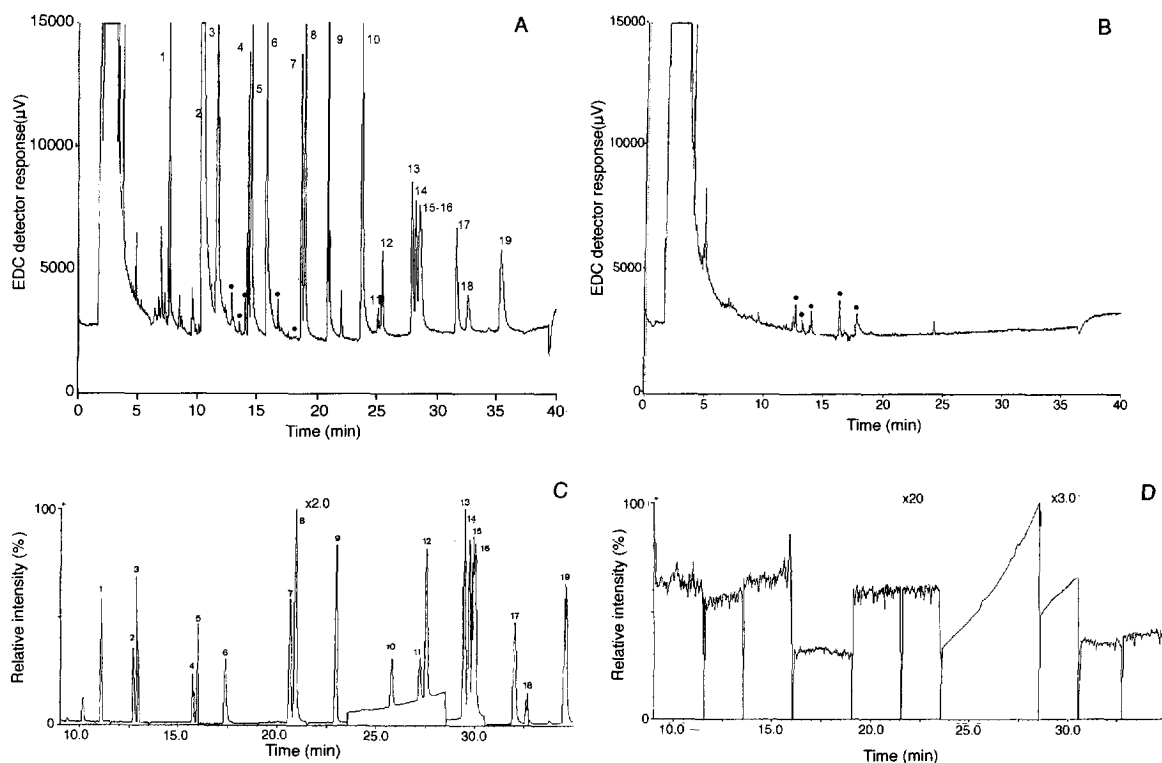 A
15000
10000
5000
0
EDC detector response(µV)
1
2
3
4
5
6
7
8
9
10
11
12
13
14
15-16
17
18
19
0 5 10 15 20 25 30 35 40
Time (min)
B
15000
10000
5000
0
EDC detector response(µV)
0 5 10 15 20 25 30 35 40
Time (min)
C
x2.0
100
0
Relative intensity (%)
1
2
3
4
5
6
7
8
9
10
11
12
13
14
15
16
17
18
19
10.0 15.0 20.0 25.0 30.0
Time (min)
D
x20 x3.0
100
0
Relative intensity (%)
10.0 15.0 20.0 25.0 30.0
Time (min)